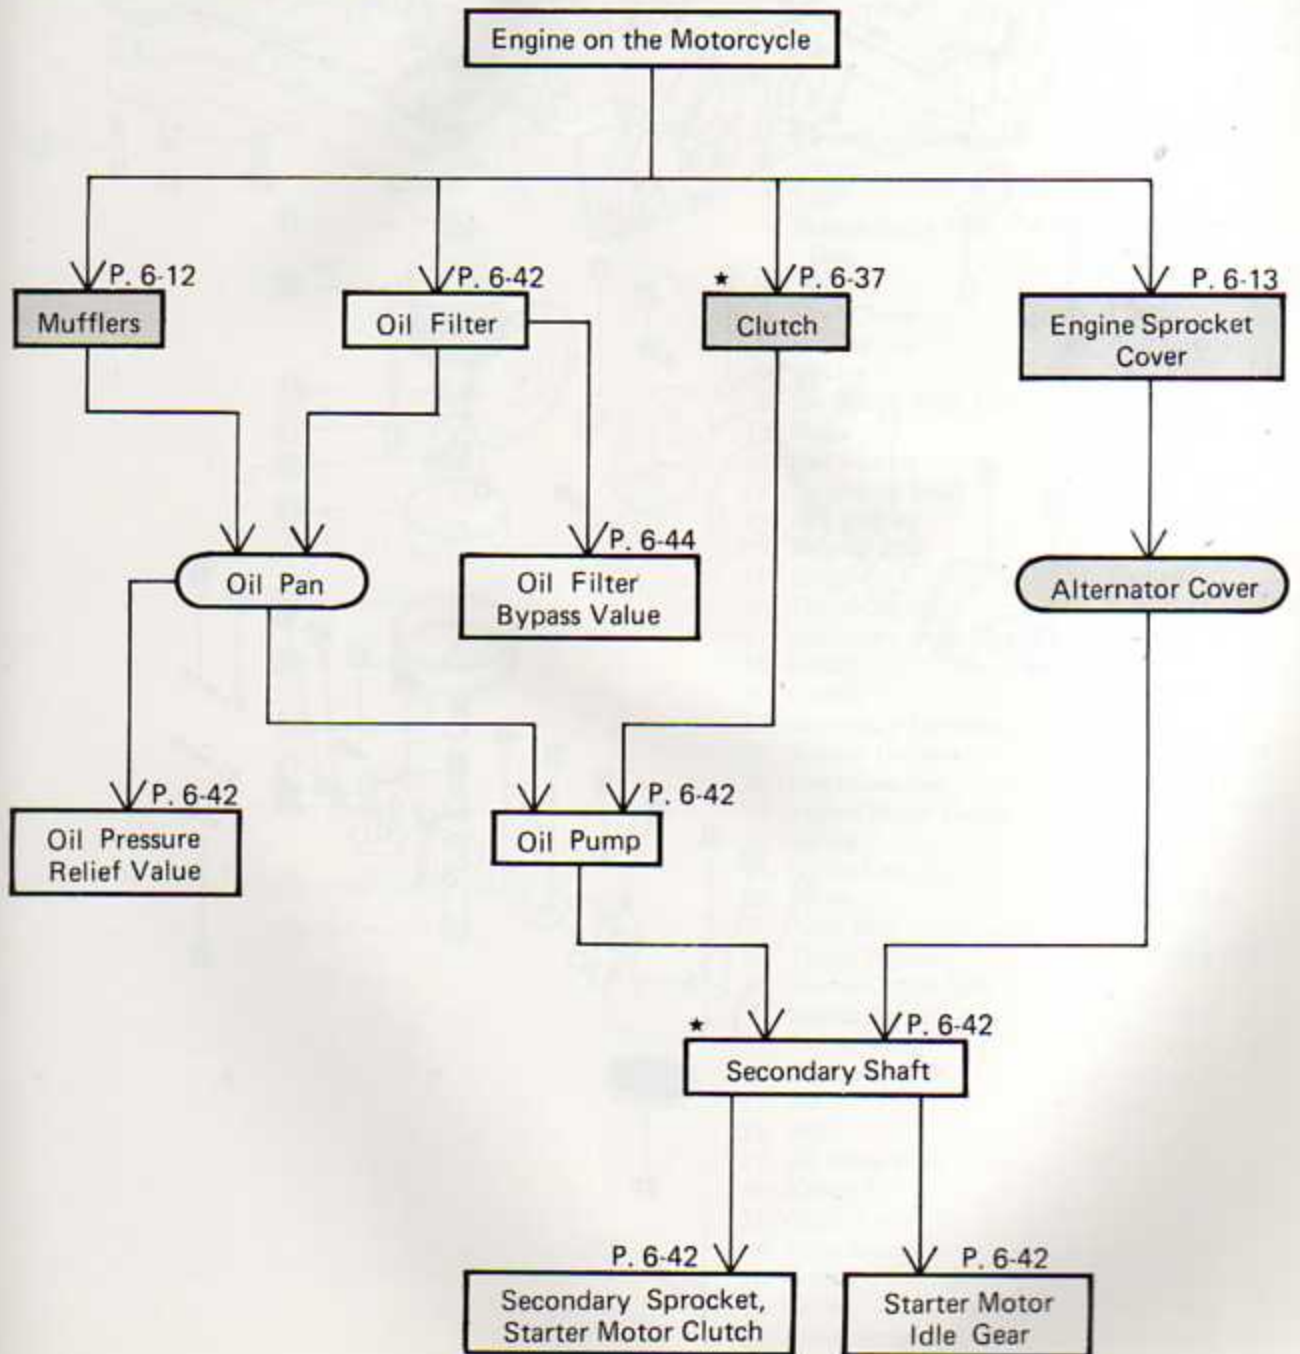 Engine on the Motorcycle
P. 6-12
P. 6-42
★ P. 6-37
P. 6-13
Mufflers
Oil Filter
Clutch
Engine Sprocket
Cover
P. 6-44
Oil Pan
Oil Filter
Bypass Value
Alternator Cover
P. 6-42
P. 6-42
Oil Pressure
Relief Value
Oil Pump
★ P. 6-42
Secondary Shaft
P. 6-42
P. 6-42
Secondary Sprocket,
Starter Motor Clutch
Starter Motor
Idle Gear